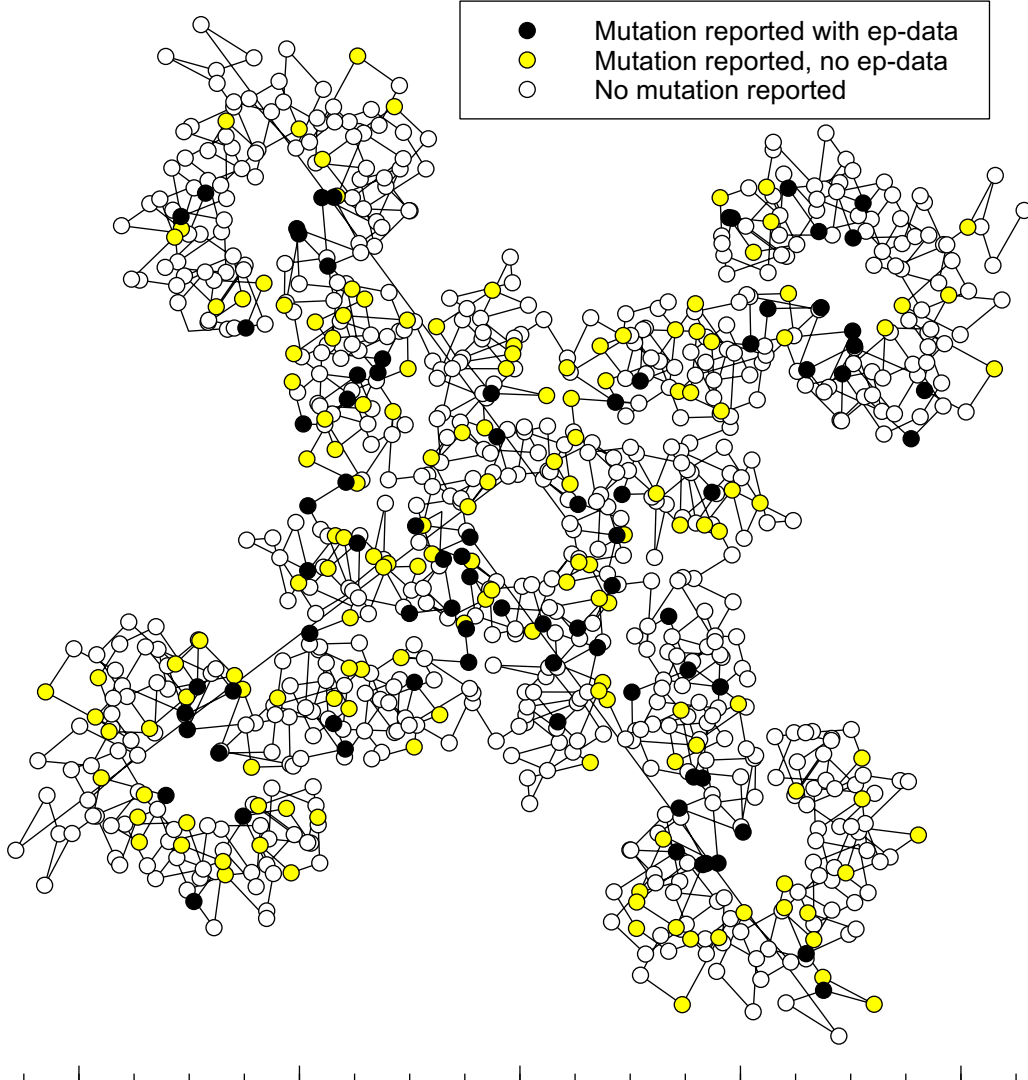 Mutation reported with ep-data
Mutation reported, no ep-data
No mutation reported